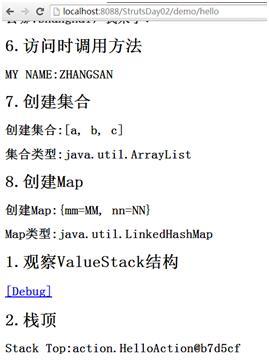 localhost:8088/StrutsDay02/demo/hello
6.访问时调用方法
MY NAME:ZHANGSAN
7.创建集合
创建集合:[a, b, c]
集合类型:java.util.ArrayList
8.创建Map
创建Map:{mm=MM, nn=NN}
Map类型:java.util.LinkedHashMap
1.观察ValueStack结构
[Debug]
2.栈顶
Stack Top:action.HelloAction@b7d5cf